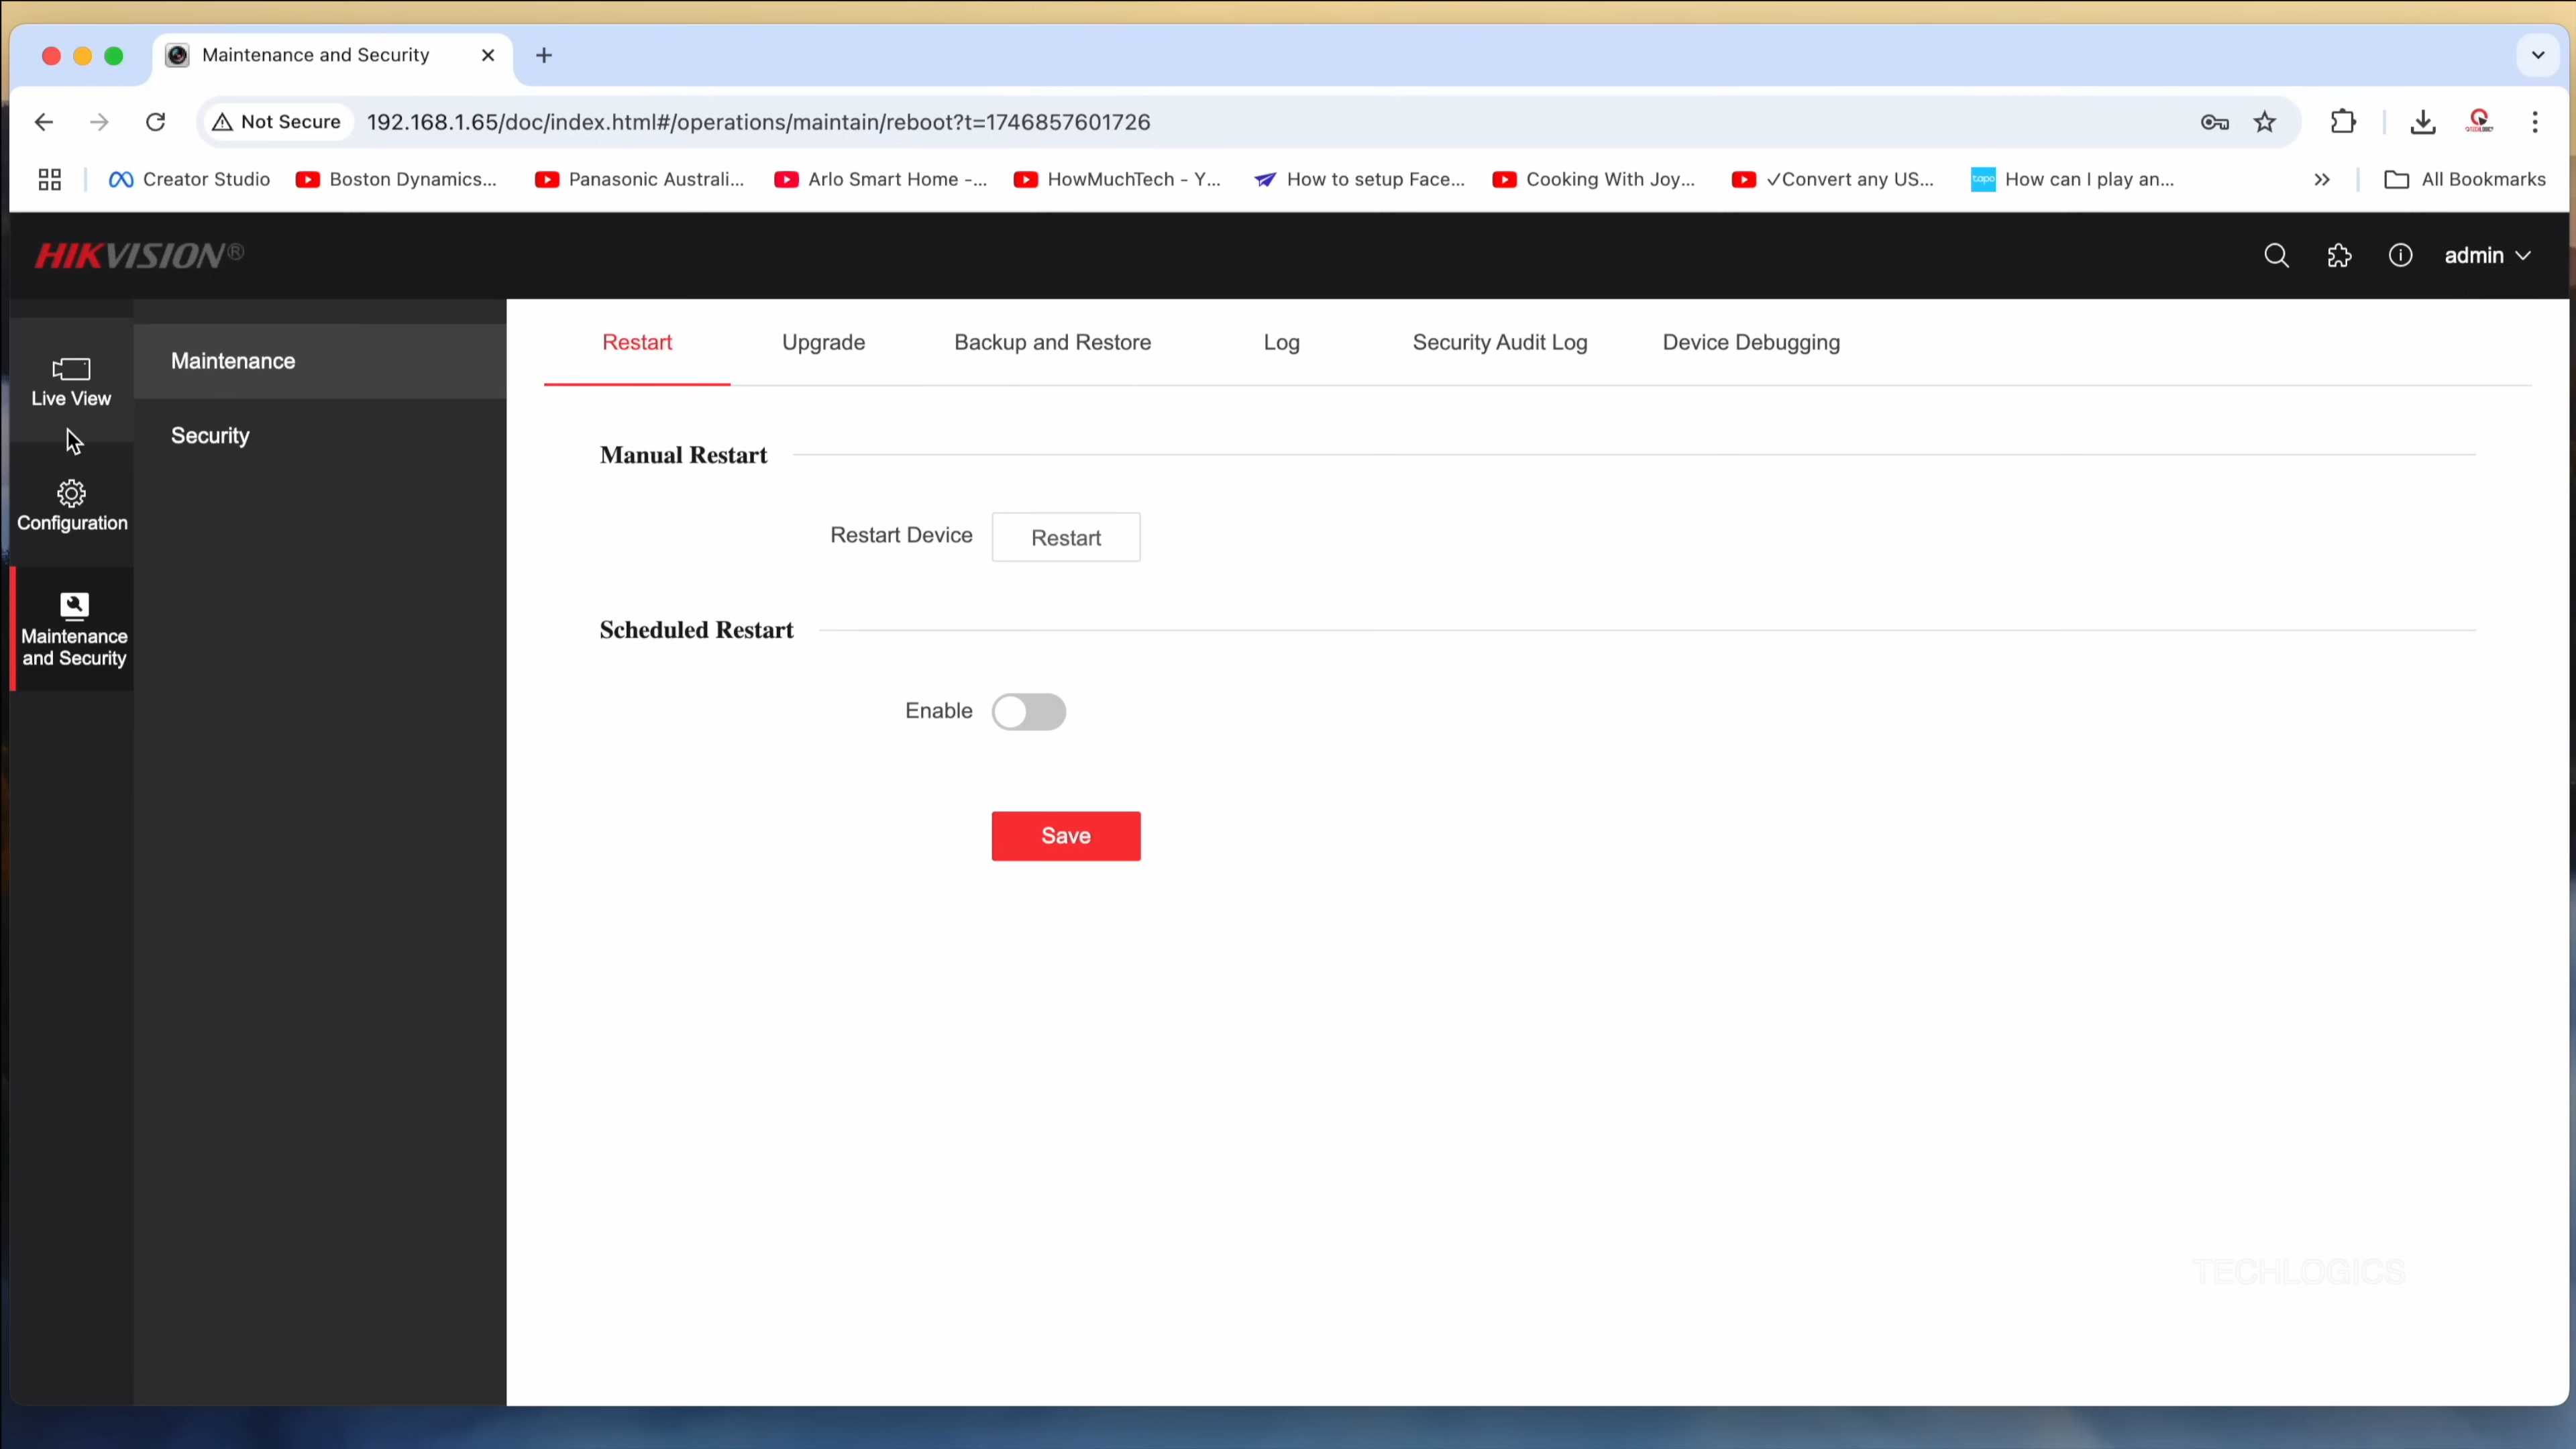 Maintenance and Security
Not Secure
192.168.1.65/doc/index.html#/operations/maintain/reboot?t=1746857601726
Creator Studio
Boston Dynamics...
Panasonic Australi...
Arlo Smart Home -...
HowMuchTech - Y...
How to setup Face...
Cooking With Joy...
✓Convert any US...
tapo
How can I play an...
All Bookmarks
HIKVISION®
admin
Live View
Configuration
Maintenance
and Security
Maintenance
Security
Restart
Upgrade
Backup and Restore
Log
Security Audit Log
Device Debugging
Manual Restart
Restart Device
Restart
Scheduled Restart
Enable
Save
TECHLOGICS